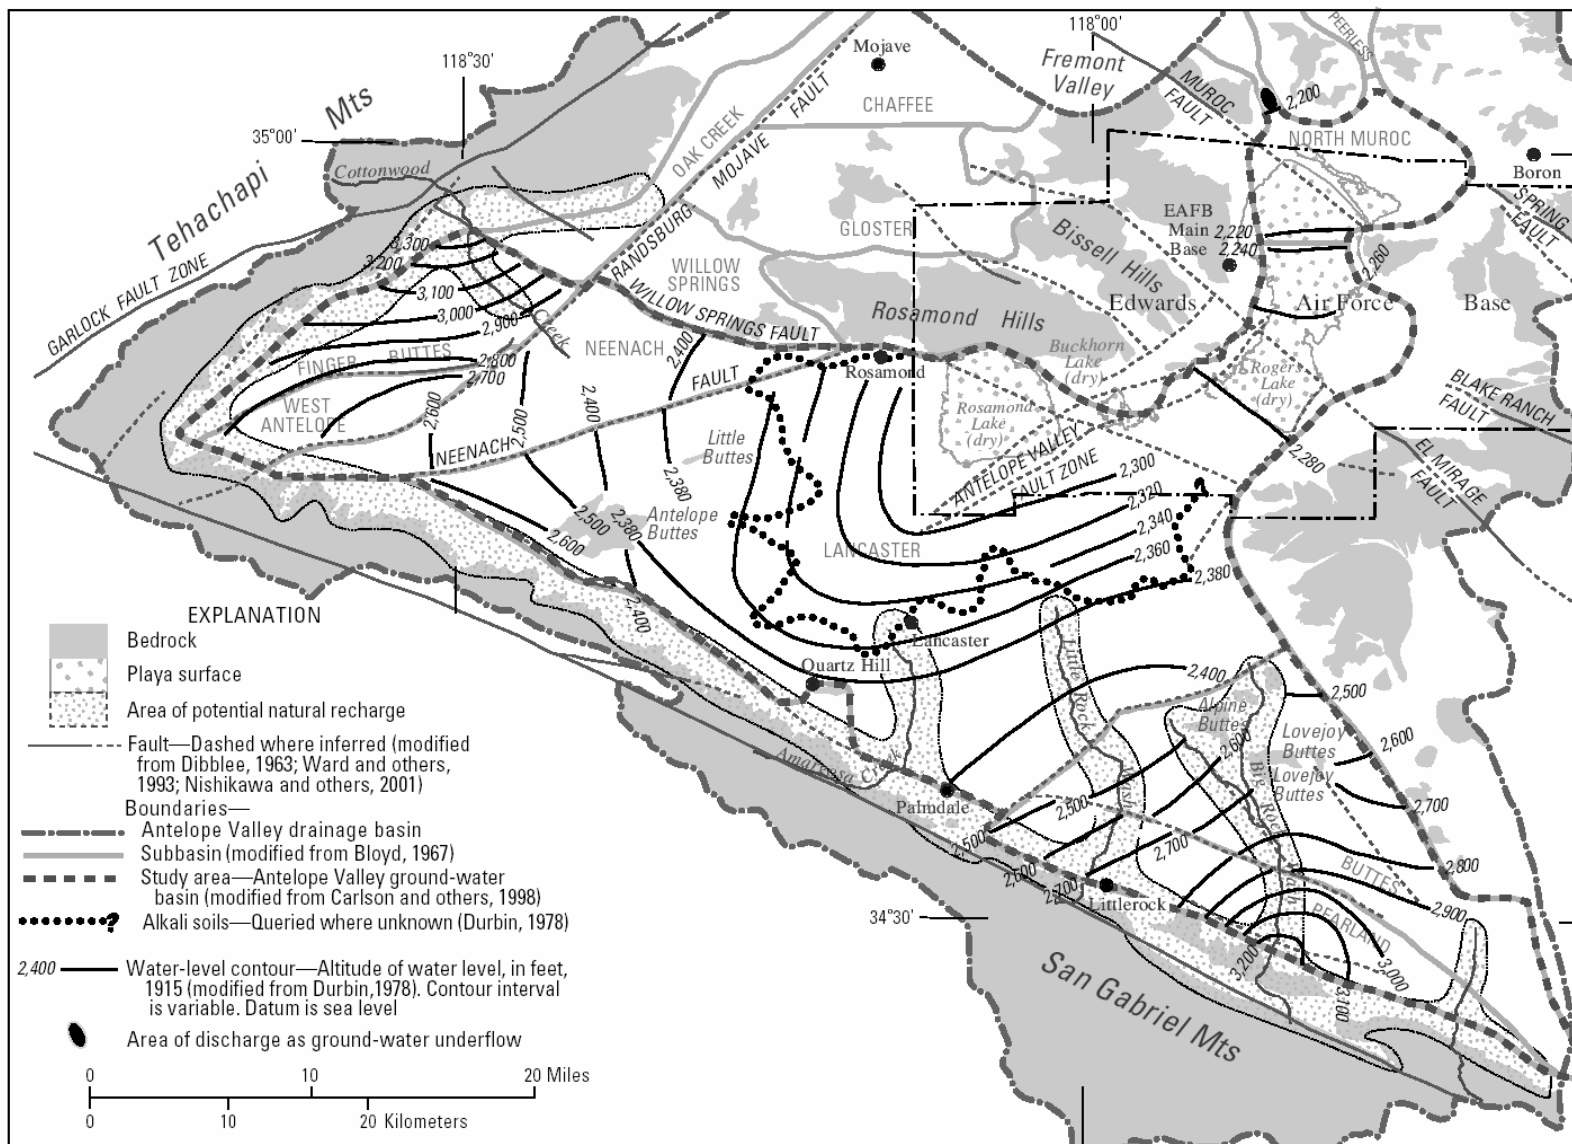 118°30'
118°00'
35°00'
34°30'
Tehachapi
Mts
Cottonwood
Creek
GARLOCK FAULT ZONE
Mojave
CHAFFEE
OAK CREEK
RANDSBURG-
MOJAVE
FAULT
Fremont
Valley
MUROC
FAULT
PEERLESS
2,200
NORTH MUROC
Boron
SPRING
FAULT
GLOSTER
WILLOW
SPRINGS
WILLOW SPRINGS FAULT
Bissell Hills
EAFB
Main
Base
2,220
2,240
2,260
Edwards
Air Force
Base
Rosamond Hills
Rosamond
Buckhorn
Lake
(dry)
Rogers
Lake
(dry)
Rosamond
Lake
(dry)
BLAKE RANCH
FAULT
EL MIRAGE
FAULT
3,300
3,200
3,100
3,000
2,900
2,800
2,700
FINGER
BUTTES
WEST
ANTELOPE
NEENACH
2,400
2,600
2,500
2,400
NEENACH
FAULT
Little
Buttes
Antelope
Buttes
2,380
2,380
2,500
2,600
2,400
ANTELOPE VALLEY
FAULT ZONE
2,280
2,300
2,320
2,340
2,360
2,380
LANCASTER
Lancaster
Quartz Hill
Palmdale
Amargosa Creek
Little Rock
Wash
Big Rock
Wash
2,400
Alpine
Buttes
Lovejoy
Buttes
Lovejoy
Buttes
2,500
2,600
2,700
2,800
2,900
2,500
2,600
2,700
2,500
2,600
2,700
BUTTES
PEARLAND
Littlerock
3,200
3,100
3,000
San Gabriel Mts
EXPLANATION
Bedrock
Playa surface
Area of potential natural recharge
Fault—Dashed where inferred (modified
from Dibblee, 1963; Ward and others,
1993; Nishikawa and others, 2001)
Boundaries—
Antelope Valley drainage basin
Subbasin (modified from Bloyd, 1967)
Study area—Antelope Valley ground-water
basin (modified from Carlson and others, 1998)
? Alkali soils—Queried where unknown (Durbin, 1978)
2,400 Water-level contour—Altitude of water level, in feet,
1915 (modified from Durbin,1978). Contour interval
is variable. Datum is sea level
Area of discharge as ground-water underflow
0 10 20 Miles
0 10 20 Kilometers